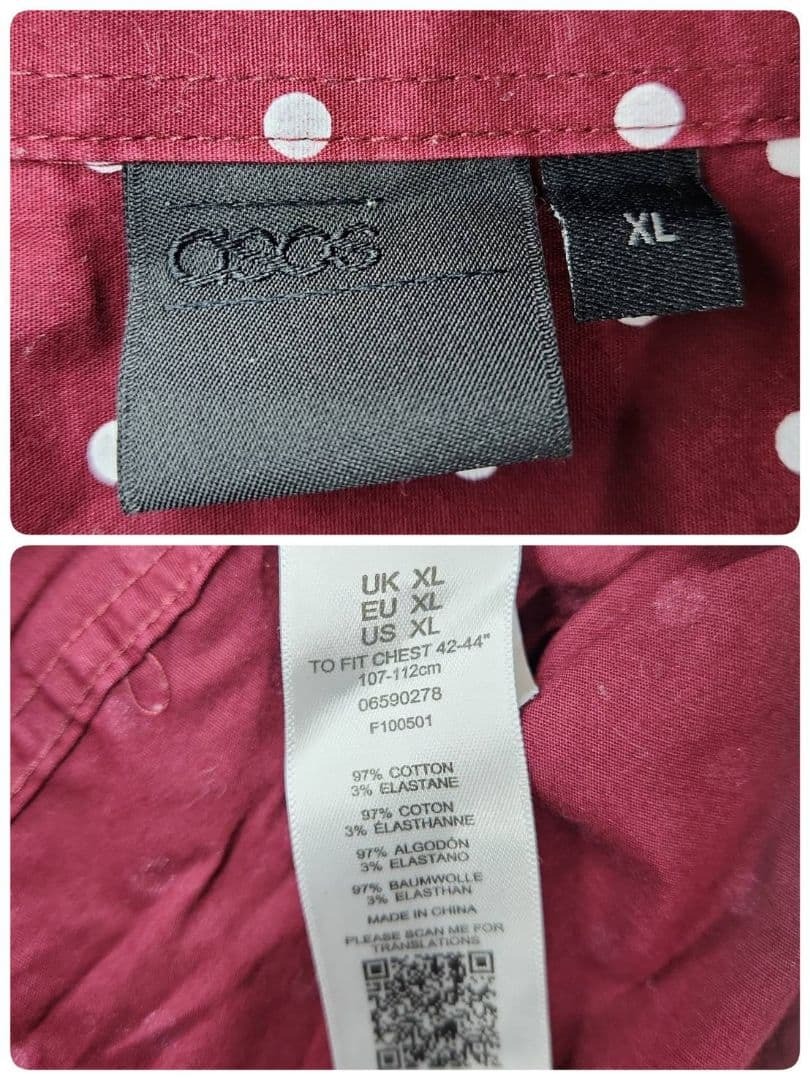 asos
XL
UK XL
EU XL
US XL
TO FIT CHEST 42-44"
107-112cm
06590278
F100501
97% COTTON
3% ELASTANE
97% COTON
3% ÉLASTHANNE
97% ALGODÓN
3% ELASTANO
97% BAUMWOLLE
3% ELASTHAN
MADE IN CHINA
PLEASE SCAN ME FOR
TRANSLATIONS